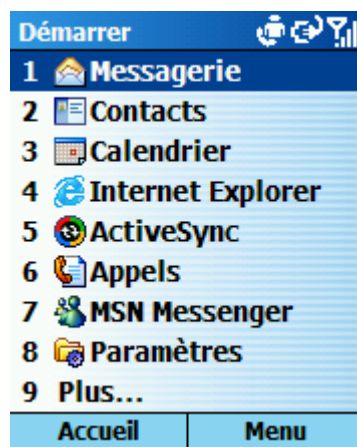 Démarrer
1 Messagerie
2 Contacts
3 Calendrier
4 Internet Explorer
5 ActiveSync
6 Appels
7 MSN Messenger
8 Paramètres
9 Plus...
Accueil Menu